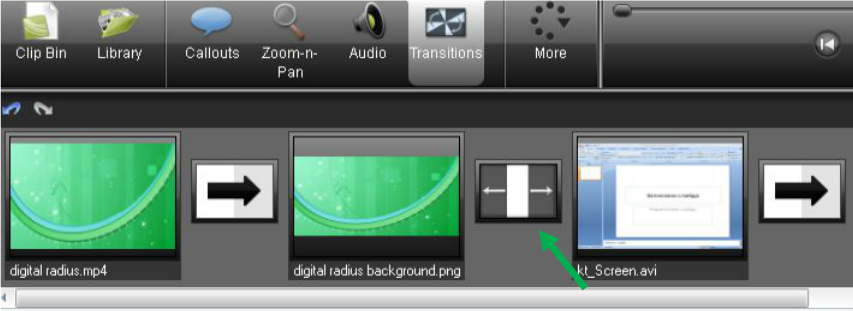 Clip Bin Library Callouts Zoom-n-Pan Audio Transitions More
digital radius.mp4 digital radius background.png kt_Screen.avi